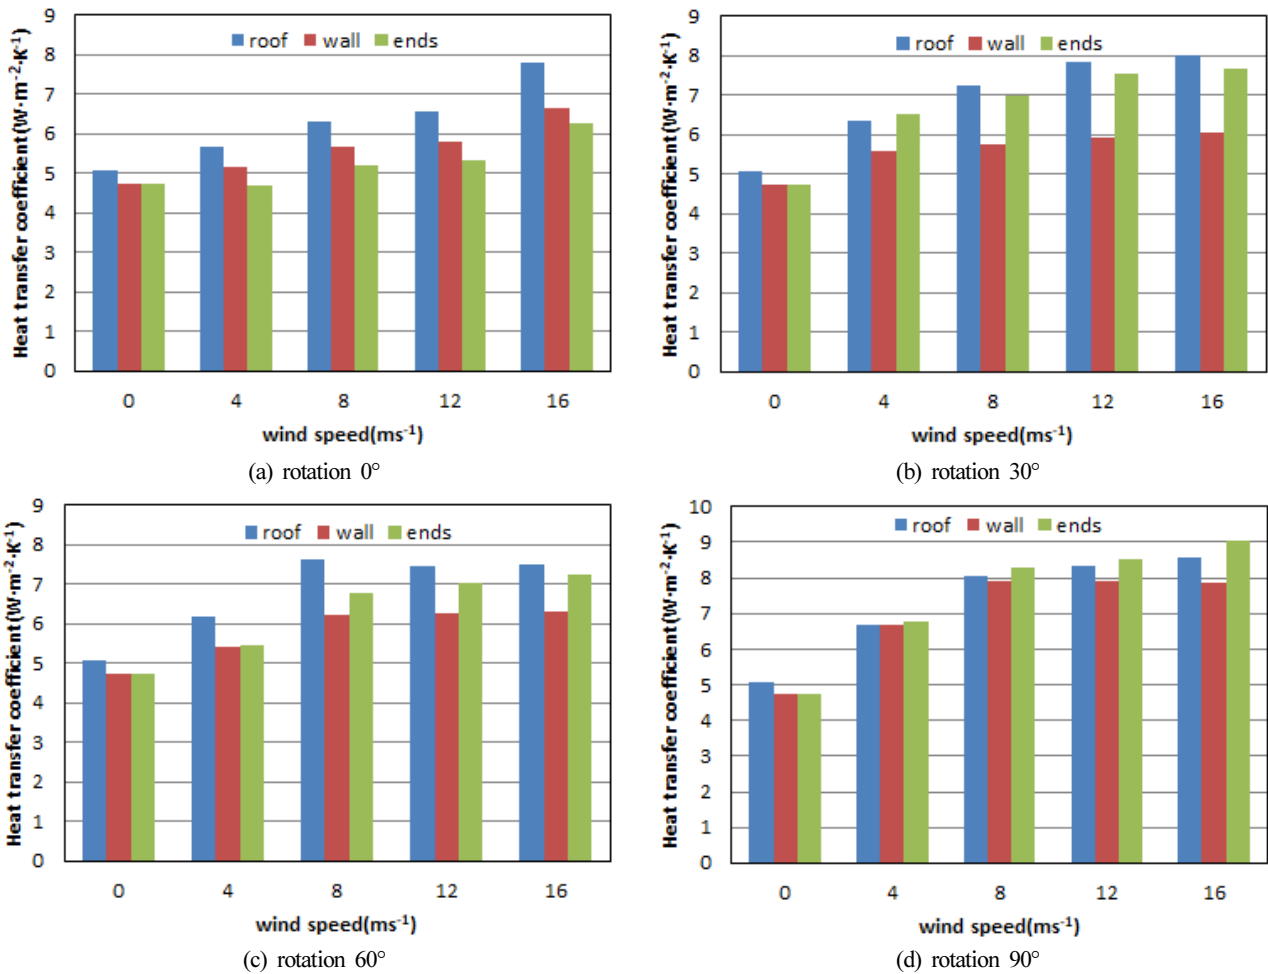 Heat transfer coefficient(W·m⁻²·K⁻¹)
9
8
7
6
5
4
3
2
1
0
roof wall ends
0 4 8 12 16
wind speed(ms⁻¹)
(a) rotation 0°
Heat transfer coefficient(W·m⁻²·K⁻¹)
9
8
7
6
5
4
3
2
1
0
roof wall ends
0 4 8 12 16
wind speed(ms⁻¹)
(b) rotation 30°
Heat transfer coefficient(W·m⁻²·K⁻¹)
9
8
7
6
5
4
3
2
1
0
roof wall ends
0 4 8 12 16
wind speed(ms⁻¹)
(c) rotation 60°
Heat transfer coefficient(W·m⁻²·K⁻¹)
10
9
8
7
6
5
4
3
2
1
0
roof wall ends
0 4 8 12 16
wind speed(ms⁻¹)
(d) rotation 90°